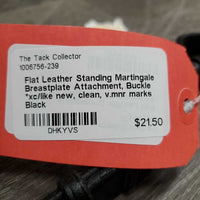 The Tack Collector
1006756-239
Flat Leather Standing Martingale
Breastplate Attachment, Buckle
*xc/like new, clean, v.mnr marks
Black
DHKYVS
$21.50